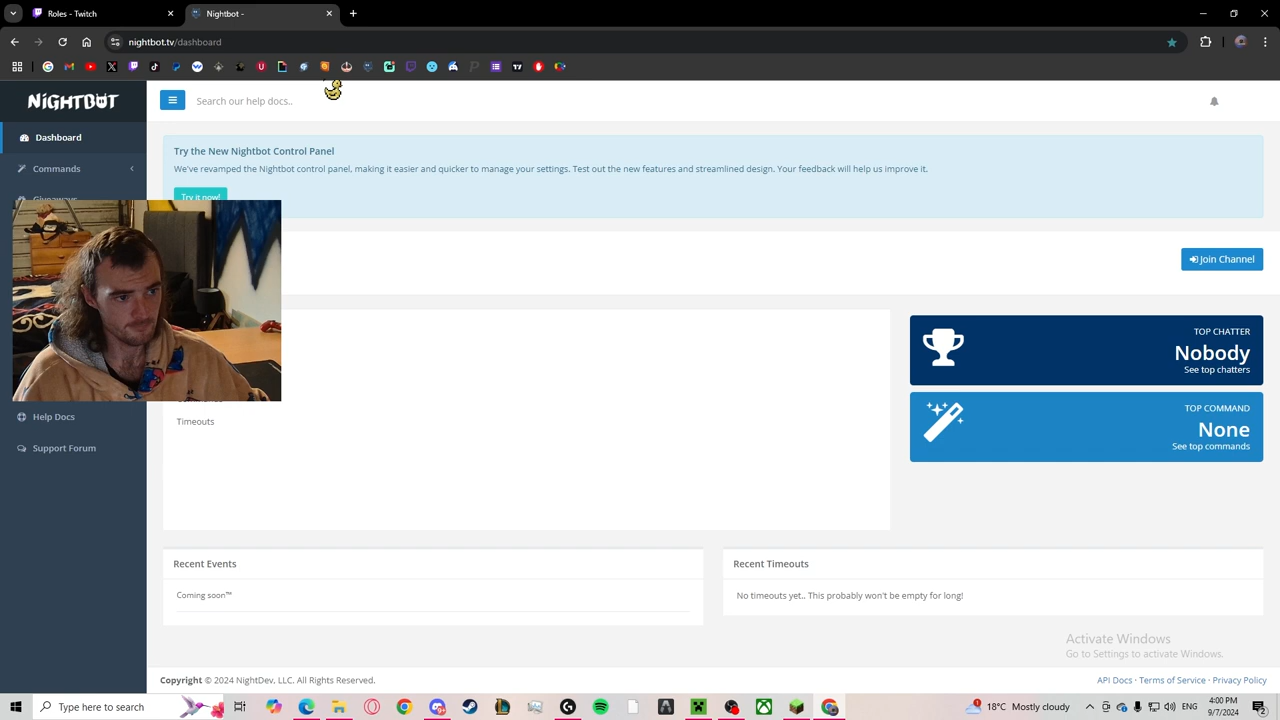 Roles - Twitch
Nightbot -
nightbot.tv/dashboard
NiGHTBOT
Search our help docs..
Dashboard
Commands
Giveaways
Try the New Nightbot Control Panel
We've revamped the Nightbot control panel, making it easier and quicker to manage your settings. Test out the new features and streamlined design. Your feedback will help us improve it.
Try it now!
Join Channel
TOP CHATTER
Nobody
See top chatters
TOP COMMAND
None
See top commands
Timeouts
Help Docs
Support Forum
Recent Events
Coming soon™
Recent Timeouts
No timeouts yet.. This probably won't be empty for long!
Activate Windows
Go to Settings to activate Windows.
Copyright © 2024 NightDev, LLC. All Rights Reserved.
API Docs · Terms of Service · Privacy Policy
Type here to search
18°C Mostly cloudy
4:00 PM
9/7/2024